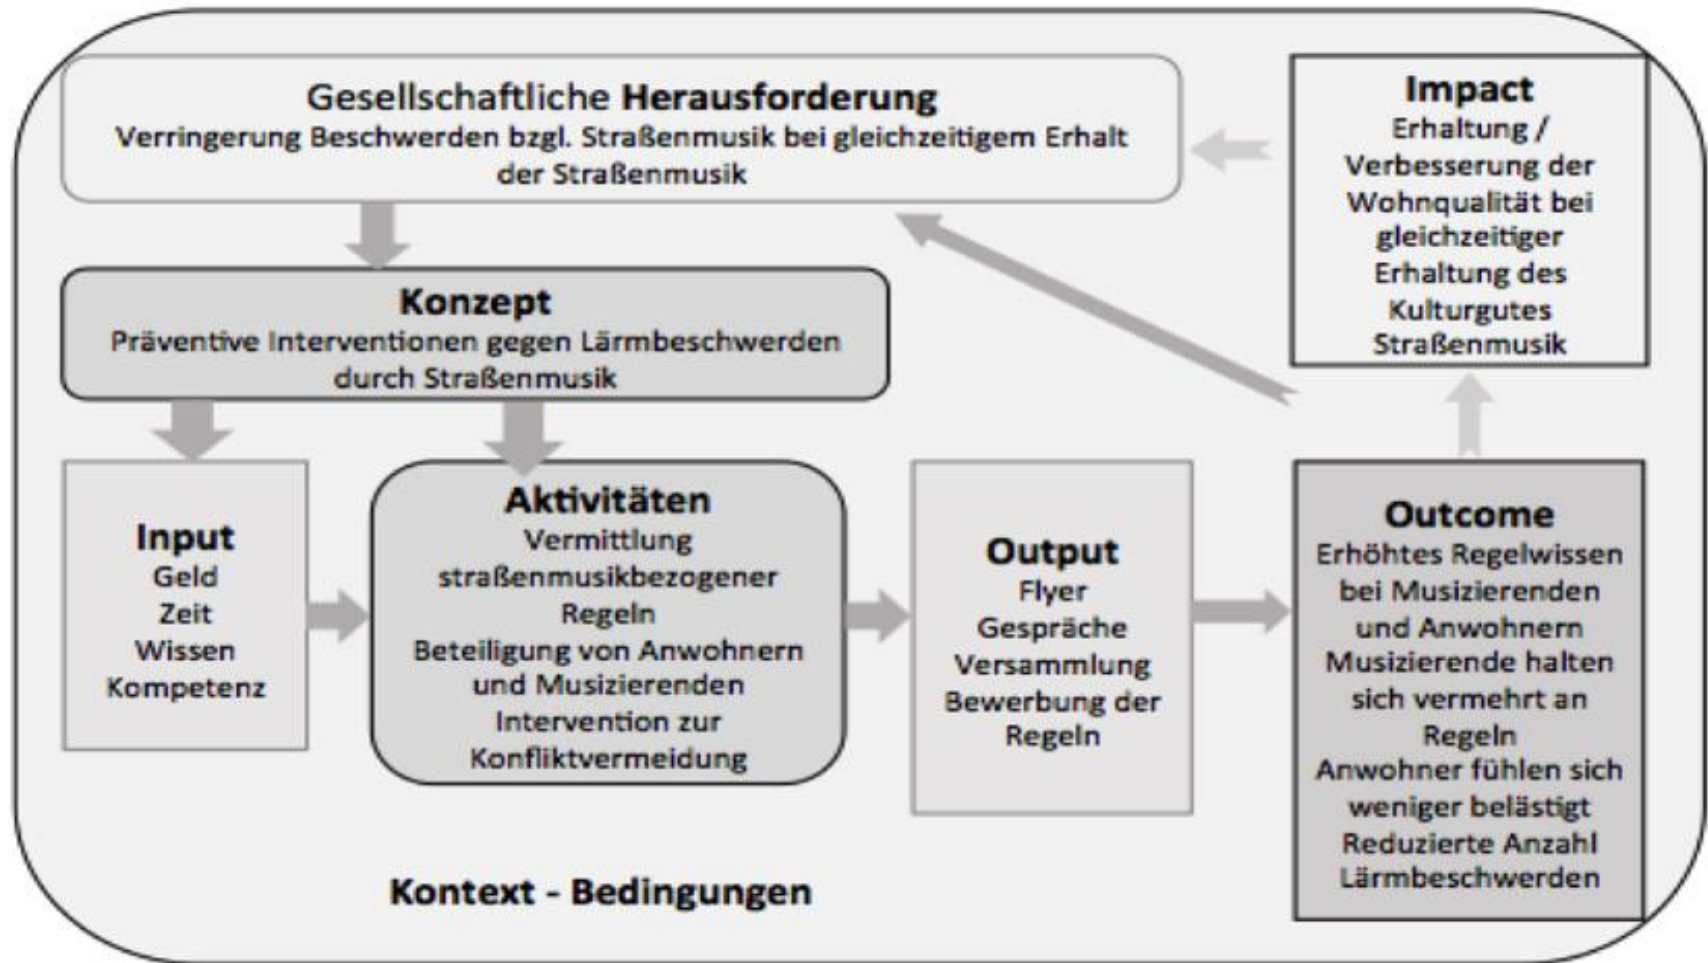 Gesellschaftliche Herausforderung
Verringerung Beschwerden bzgl. Straßenmusik bei gleichzeitigem Erhalt
der Straßenmusik
Impact
Erhaltung /
Verbesserung der
Wohnqualität bei
gleichzeitiger
Erhaltung des
Kulturgutes
Straßenmusik
Konzept
Präventive Interventionen gegen Lärmbeschwerden
durch Straßenmusik
Input
Geld
Zeit
Wissen
Kompetenz
Aktivitäten
Vermittlung
straßenmusikbezogener
Regeln
Beteiligung von Anwohnern
und Musizierenden
Intervention zur
Konfliktvermeidung
Output
Flyer
Gespräche
Versammlung
Bewerbung der
Regeln
Outcome
Erhöhtes Regelwissen
bei Musizierenden
und Anwohnern
Musizierende halten
sich vermehrt an
Regeln
Anwohner fühlen sich
weniger belästigt
Reduzierte Anzahl
Lärmbeschwerden
Kontext - Bedingungen